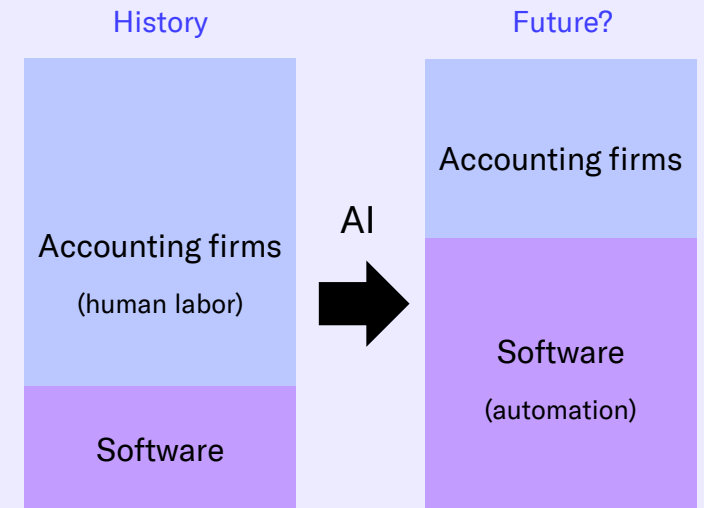 History
Accounting firms
(human labor)
Software
AI
Future?
Accounting firms
Software
(automation)